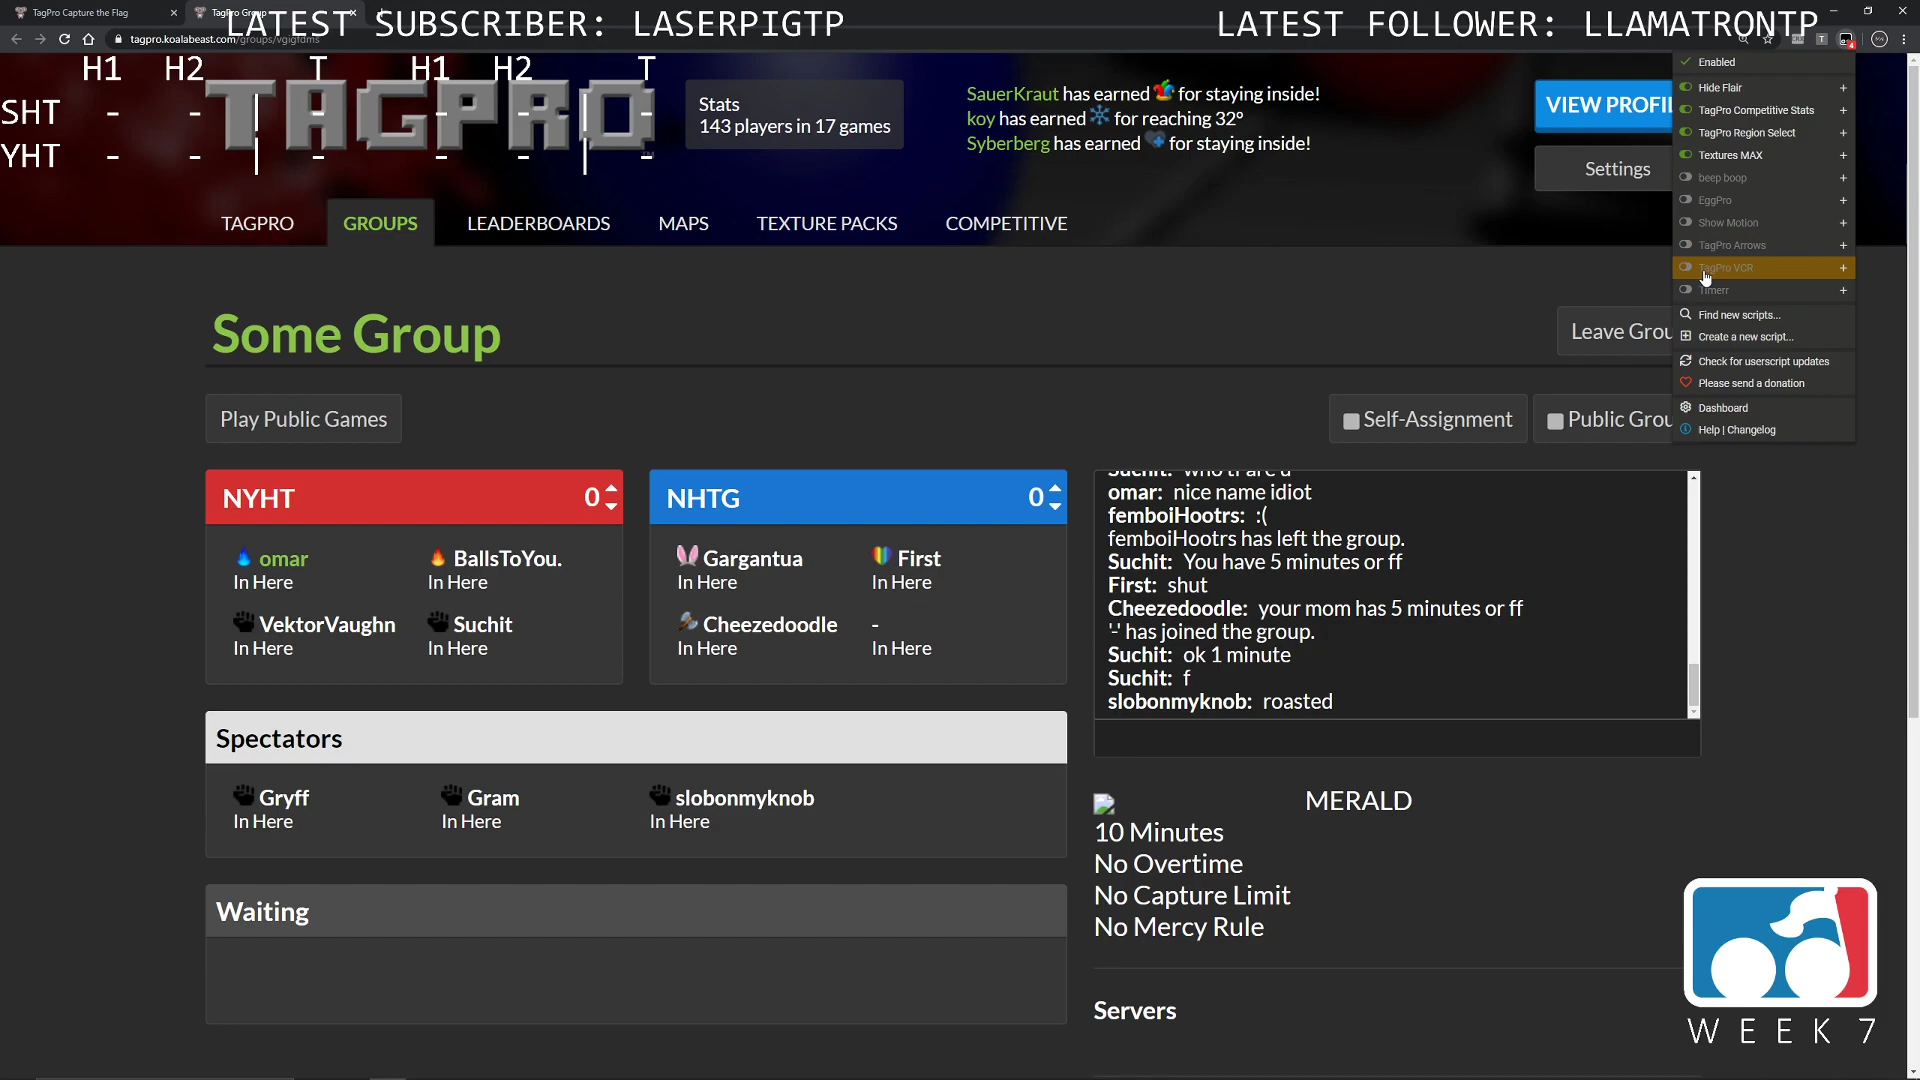 TagPro Capture the Flag
TagPro Group
LATEST SUBSCRIBER: LASERPIGTP
LATEST FOLLOWER: LLAMATRONTP
tagpro.koalabeast.com/groups/vgigfdms
H1 H2 T H1 H2 T
SHT - - | - - - | -
YHT - - | - - - | -
TAGPRO
Stats
143 players in 17 games
SauerKraut has earned for staying inside!
koy has earned for reaching 32°
Syberberg has earned for staying inside!
VIEW PROFIL
Settings
TAGPRO
GROUPS
LEADERBOARDS
MAPS
TEXTURE PACKS
COMPETITIVE
4
Enabled
Hide Flair +
TagPro Competitive Stats +
TagPro Region Select +
Textures MAX +
beep boop +
EggPro +
Show Motion +
TagPro Arrows +
TagPro VCR +
Timerr +
Find new scripts...
Create a new script...
Check for userscript updates
Please send a donation
Dashboard
Help | Changelog
Some Group
Leave Grou
Play Public Games
Self-Assignment
Public Grou
NYHT 0
omar
In Here
BallsToYou.
In Here
VektorVaughn
In Here
Suchit
In Here
NHTG 0
Gargantua
In Here
First
In Here
Cheezedoodle
In Here
-
In Here
omar: nice name idiot
femboiHootrs: :(
femboiHootrs has left the group.
Suchit: You have 5 minutes or ff
First: shut
Cheezedoodle: your mom has 5 minutes or ff
'-' has joined the group.
Suchit: ok 1 minute
Suchit: f
slobonmyknob: roasted
Spectators
Gryff
In Here
Gram
In Here
slobonmyknob
In Here
Waiting
MERALD
10 Minutes
No Overtime
No Capture Limit
No Mercy Rule
Servers
WEEK 7